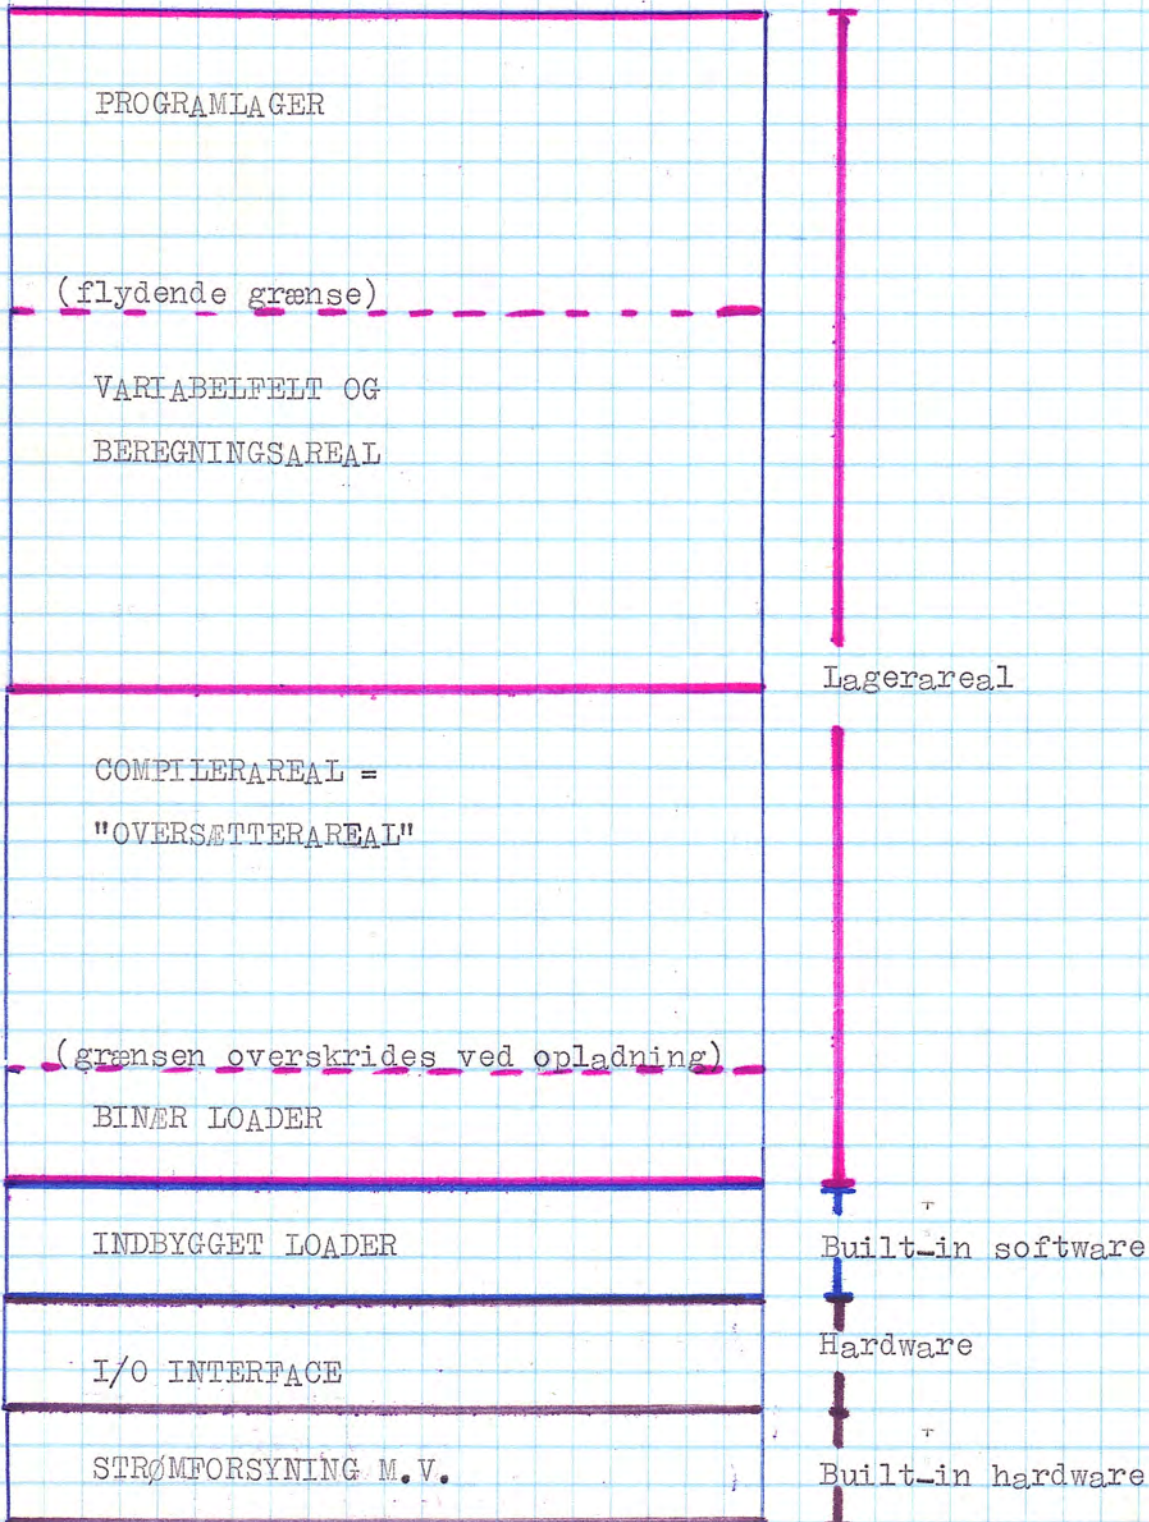 PROGRAMLAGER
(flydende grænse)
VARIABELFELT OG
BEREGNINGSAREAL
Lagerareal
COMPILERAREAL =
"OVERSÆTTERAREAL"
(grænsen overskrides ved opladning)
BINÆR LOADER
INDBYGGET LOADER
Built-in software
I/O INTERFACE
Hardware
STRØMFORSYNING M.V.
Built-in hardware